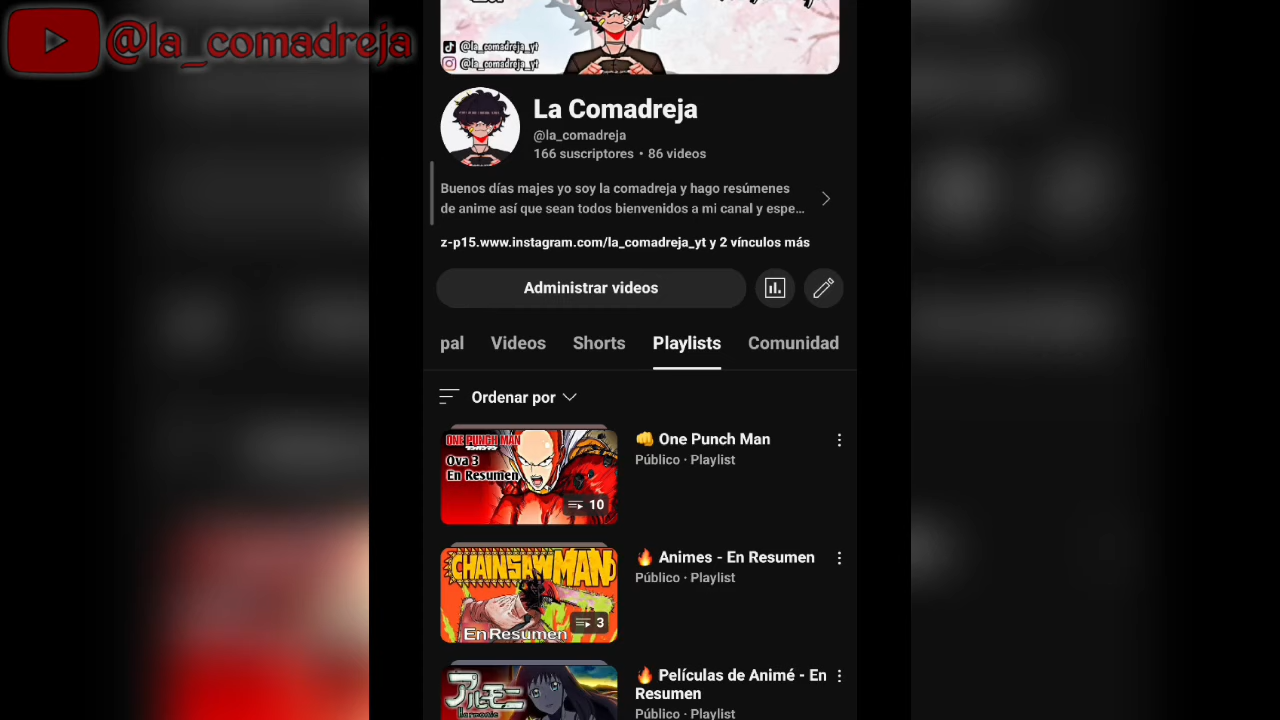 @la_comadreja
@la_comadreja_yt
@la_comadreja_yt
La Comadreja
@la_comadreja
166 suscriptores • 86 videos
Buenos días majes yo soy la comadreja y hago resúmenes
de anime así que sean todos bienvenidos a mi canal y espe...
z-p15.www.instagram.com/la_comadreja_yt y 2 vínculos más
Administrar videos
pal Videos Shorts Playlists Comunidad
Ordenar por
ONE PUNCH MAN
Ova 3
En Resumen
10
👊 One Punch Man
Público · Playlist
CHAINSAW MAN
En Resumen
3
🔥 Animes - En Resumen
Público · Playlist
アルモニ
🔥 Películas de Animé - En
Resumen
Público · Playlist